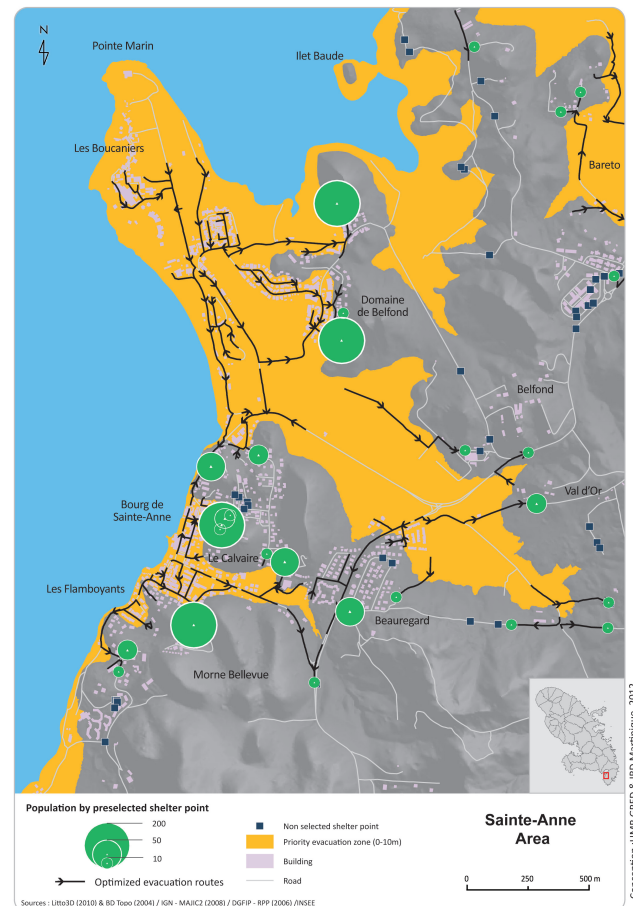 N
Pointe Marin
Ilet Baude
Les Boucaniers
Bareto
Domaine
de Belfond
Belfond
Bourg de
Sainte-Anne
Val d'Or
Le Calvaire
Les Flamboyants
Beauregard
Morne Bellevue
Population by preselected shelter point
200
50
10
Optimized evacuation routes
Non selected shelter point
Priority evacuation zone (0-10m)
Building
Road
Sainte-Anne
Area
0 250 500 m
Sources : Litto3D (2010) & BD Topo (2004) / IGN - MAJIC2 (2008) / DGFIP - RPP (2006) /INSEE